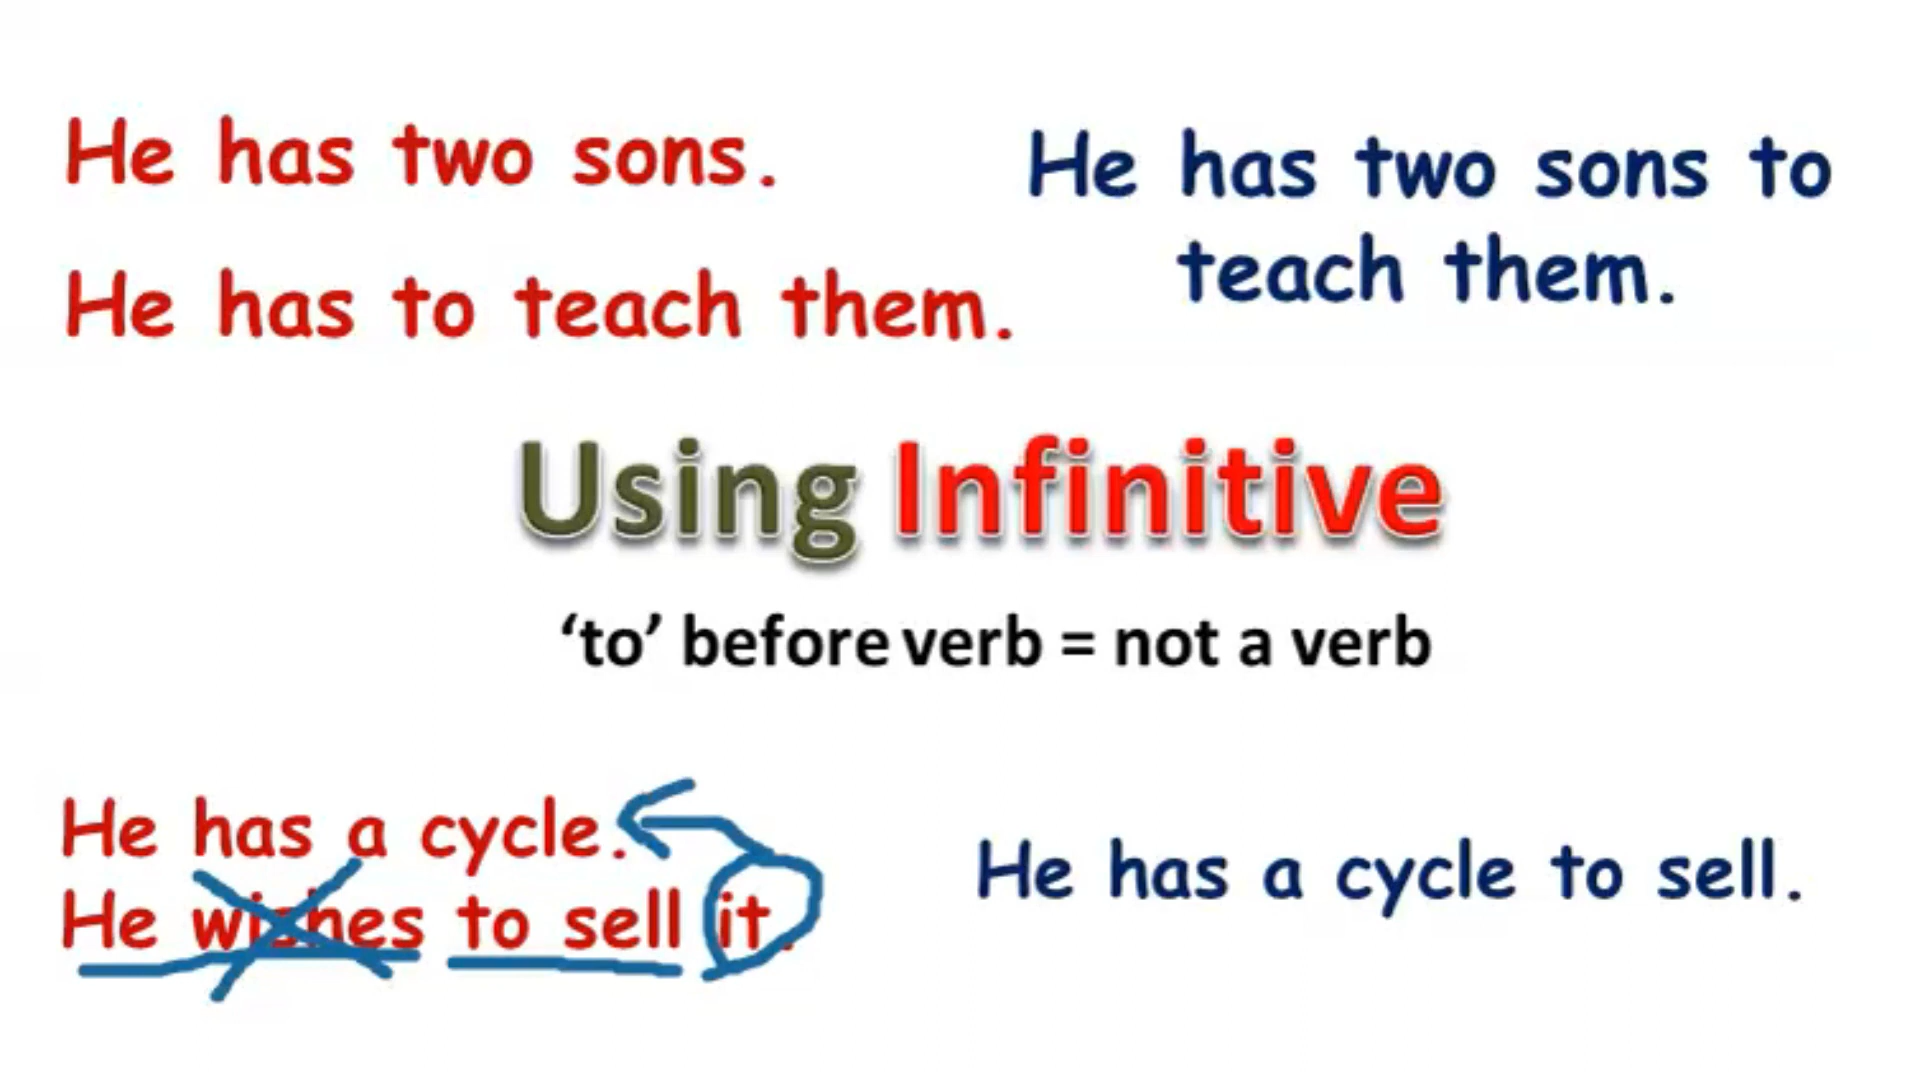 He has two sons.
He has to teach them.
He has two sons to
teach them.
Using Infinitive
‘to’ before verb = not a verb
He has a cycle.
He wishes to sell it.
He has a cycle to sell.